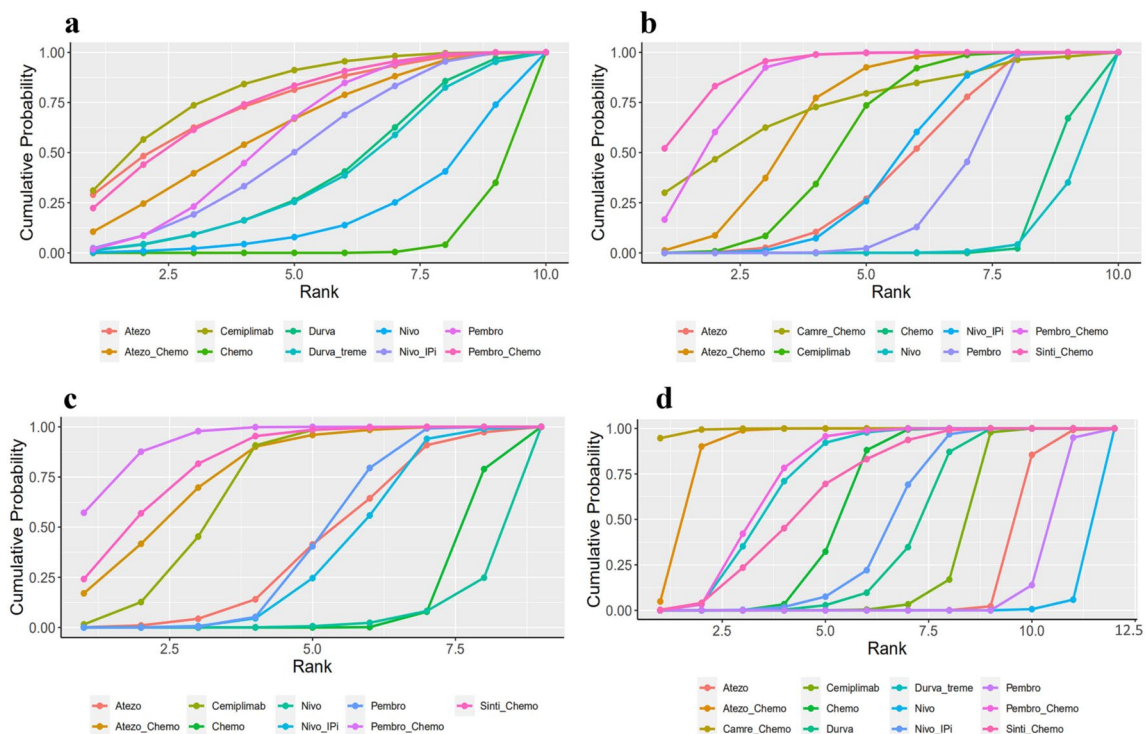 a
1.00
0.75
0.50
0.25
0.00
Cumulative Probability
2.5 5.0 7.5 10.0
Rank
Atezo Cemiplimab Durva Nivo Pembro
Atezo_Chemo Chemo Durva_treme Nivo_IPi Pembro_Chemo
b
1.00
0.75
0.50
0.25
0.00
Cumulative Probability
2.5 5.0 7.5 10.0
Rank
Atezo Camre_Chemo Chemo Nivo_IPi Pembro_Chemo
Atezo_Chemo Cemiplimab Nivo Pembro Sinti_Chemo
c
1.00
0.75
0.50
0.25
0.00
Cumulative Probability
2.5 5.0 7.5
Rank
Atezo Cemiplimab Nivo Pembro Sinti_Chemo
Atezo_Chemo Chemo Nivo_IPi Pembro_Chemo
d
1.00
0.75
0.50
0.25
0.00
Cumulative Probability
2.5 5.0 7.5 10.0 12.5
Rank
Atezo Cemiplimab Durva_treme Pembro
Atezo_Chemo Chemo Nivo Pembro_Chemo
Camre_Chemo Durva Nivo_IPi Sinti_Chemo